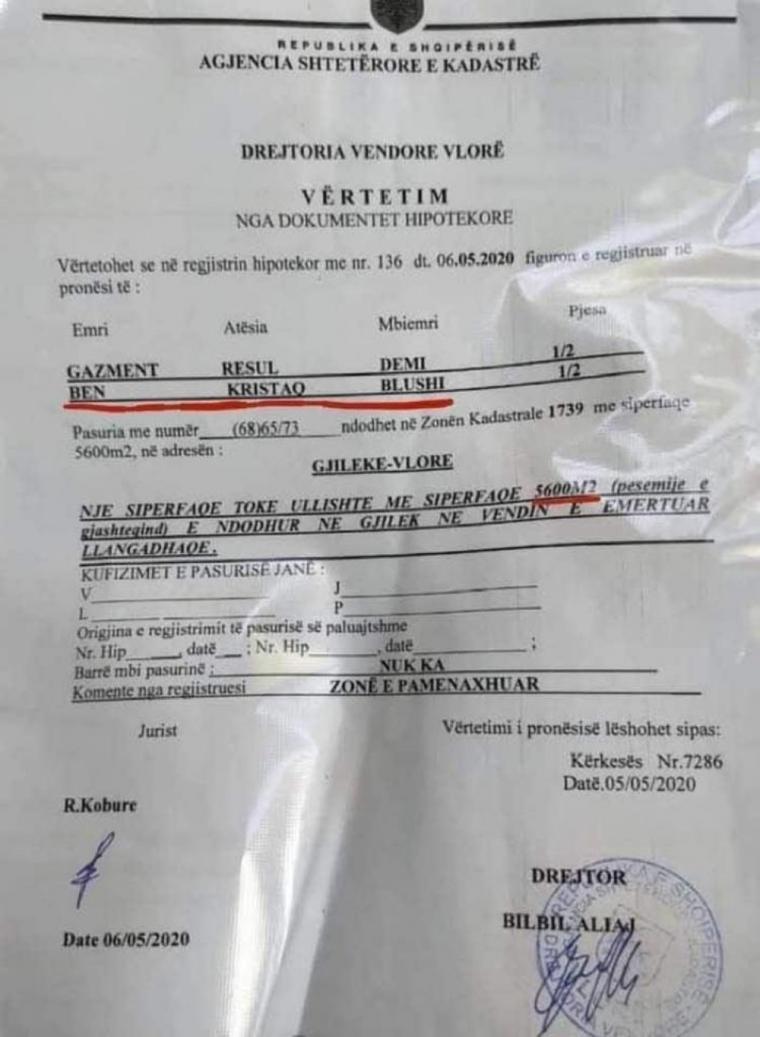 REPUBLIKA E SHQIPËRISË
AGJENCIA SHTETËRORE E KADASTRË
DREJTORIA VENDORE VLORË
VËRTETIM
NGA DOKUMENTET HIPOTEKORE
Vërtetohet se në regjistrin hipotekor me nr. 136 dt. 06.05.2020 figuron e regjistruar në
pronësi të :
Emri Atësia Mbiemri Pjesa
GAZMENT RESUL DEMI 1/2
BEN KRISTAQ BLUSHI 1/2
Pasuria me numër (68)65/73 ndodhet në Zonën Kadastrale 1739 me siperfaqe
5600m2, në adresën :
GJILEKE-VLORE
NJE SIPERFAQE TOKE ULLISHTE ME SIPERFAQE 5600M2 (pesemije e
gjashteqind) E NDODHUR NE GJILEK NE VENDIN E EMERTUAR
LLANGADHAQE.
KUFIZIMET E PASURISË JANË :
V J
L P
Origjina e regjistrimit të pasurisë së paluajtshme
Nr. Hip , datë ; Nr. Hip , datë ;
Barrë mbi pasurinë : NUK KA
Komente nga regjistruesi ZONË E PAMENAXHUAR
Jurist Vërtetimi i pronësisë lëshohet sipas:
Kërkesës Nr.7286
Datë.05/05/2020
R.Kobure
DREJTOR
BILBIL ALIAJ
Date 06/05/2020